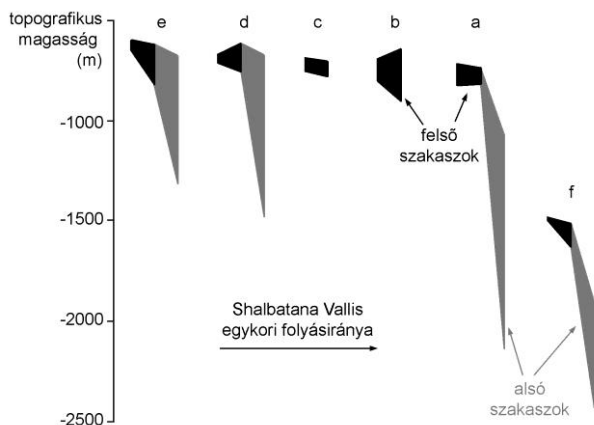 topografikus
magasság
(m)
e
d
c
b
a
-1000
felső
szakaszok
f
-1500
Shalbatana Vallis
egykori folyásiránya
-2000
alsó
szakaszok
-2500